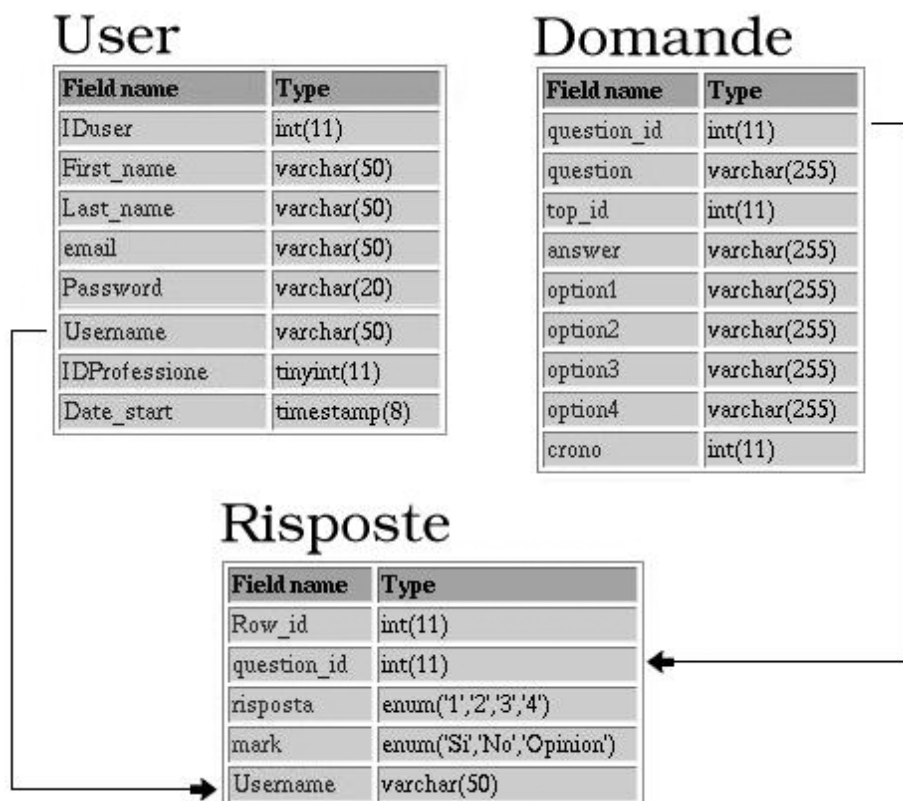 User
Field name Type
IDuser int(11)
First_name varchar(50)
Last_name varchar(50)
email varchar(50)
Password varchar(20)
Username varchar(50)
IDProfessione tinyint(11)
Date_start timestamp(8)
Domande
Field name Type
question_id int(11)
question varchar(255)
top_id int(11)
answer varchar(255)
option1 varchar(255)
option2 varchar(255)
option3 varchar(255)
option4 varchar(255)
crono int(11)
Risposte
Field name Type
Row_id int(11)
question_id int(11)
risposta enum('1','2','3','4')
mark enum('Si','No','Opinion')
Username varchar(50)